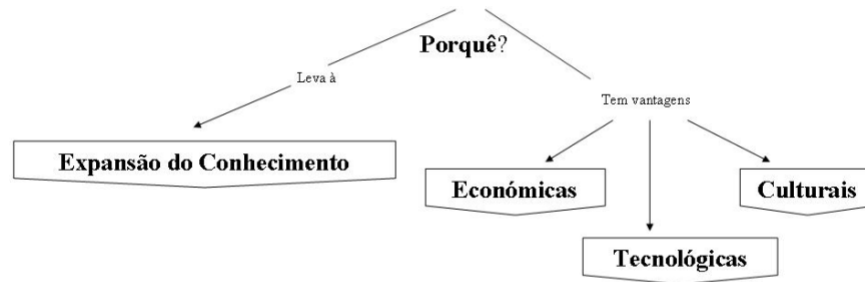 Porquê?
Leva à
Tem vantagens
Expansão do Conhecimento
Económicas
Culturais
Tecnológicas